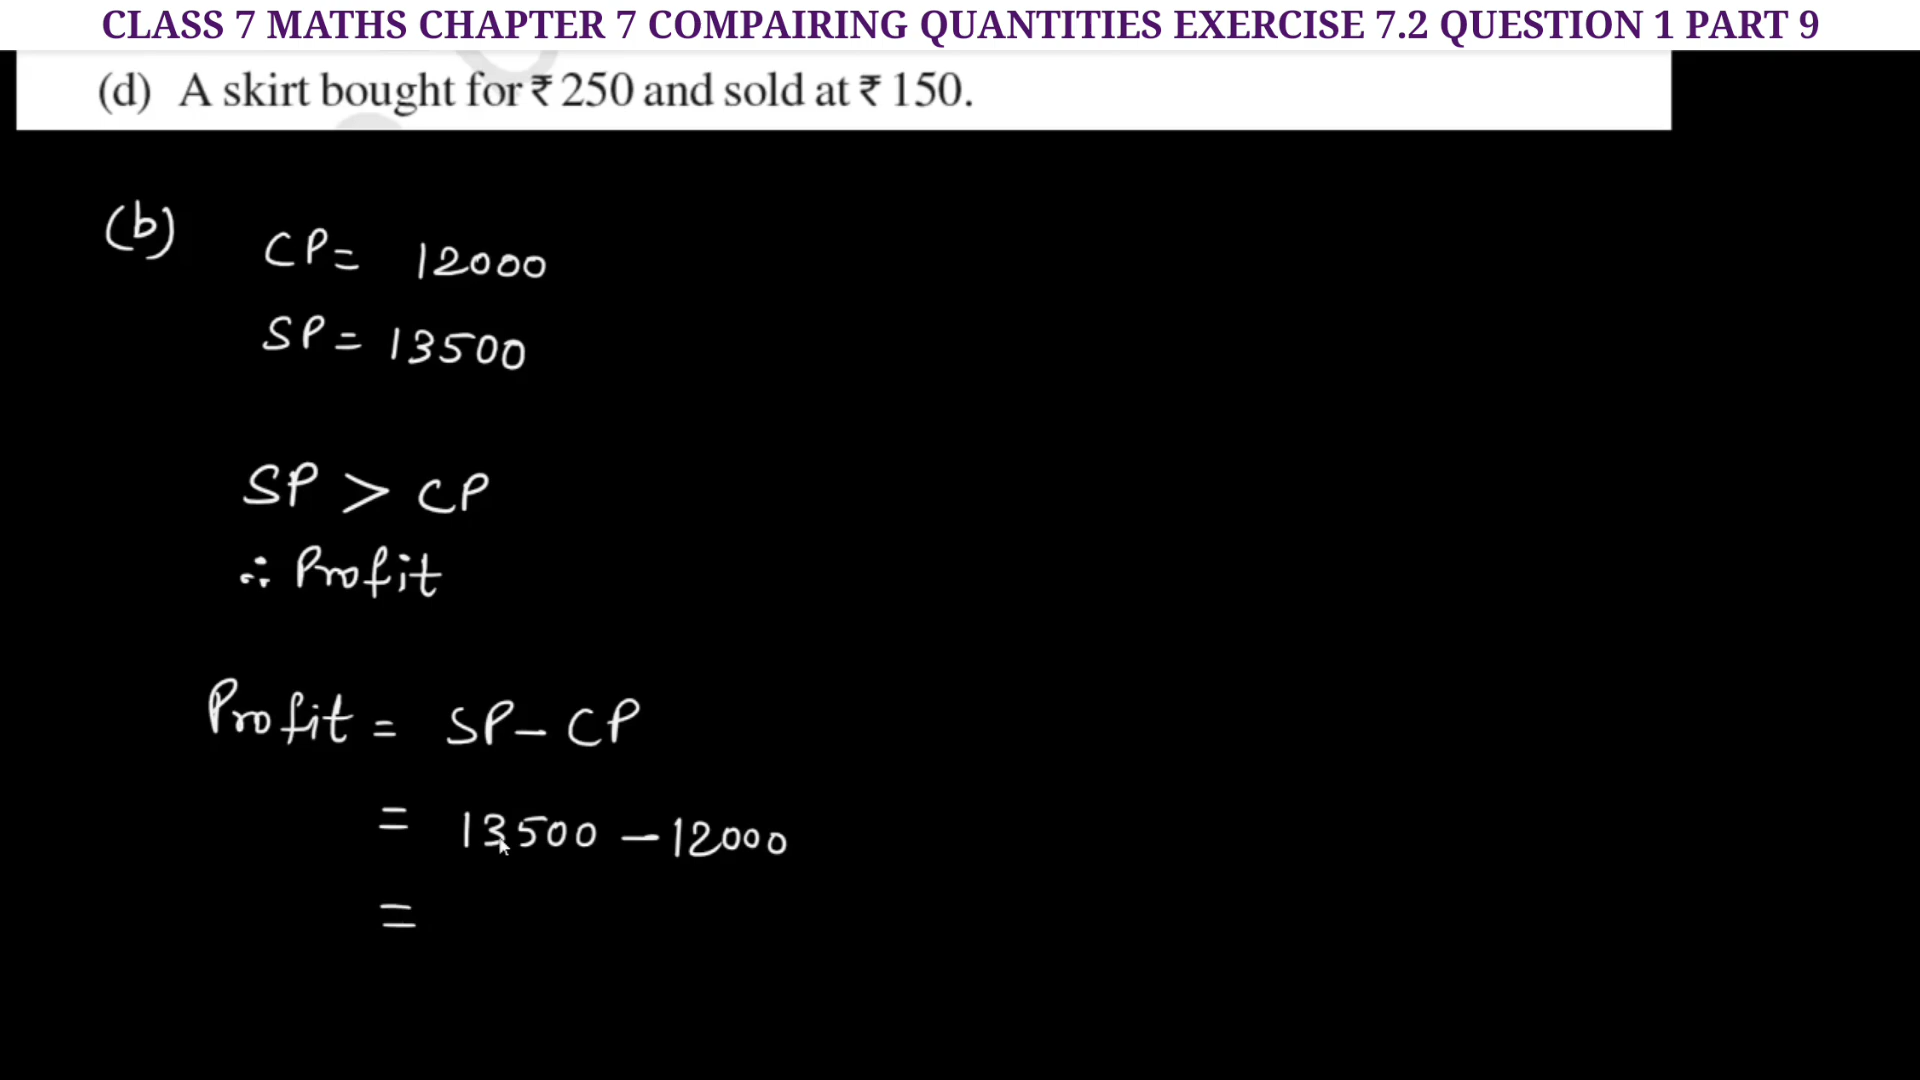 CLASS 7 MATHS CHAPTER 7 COMPAIRING QUANTITIES EXERCISE 7.2 QUESTION 1 PART 9
(d) A skirt bought for ₹ 250 and sold at ₹ 150.
(b) CP = 12000
SP = 13500
SP > CP
∴ Profit
Profit = SP - CP
= 13500 - 12000
=